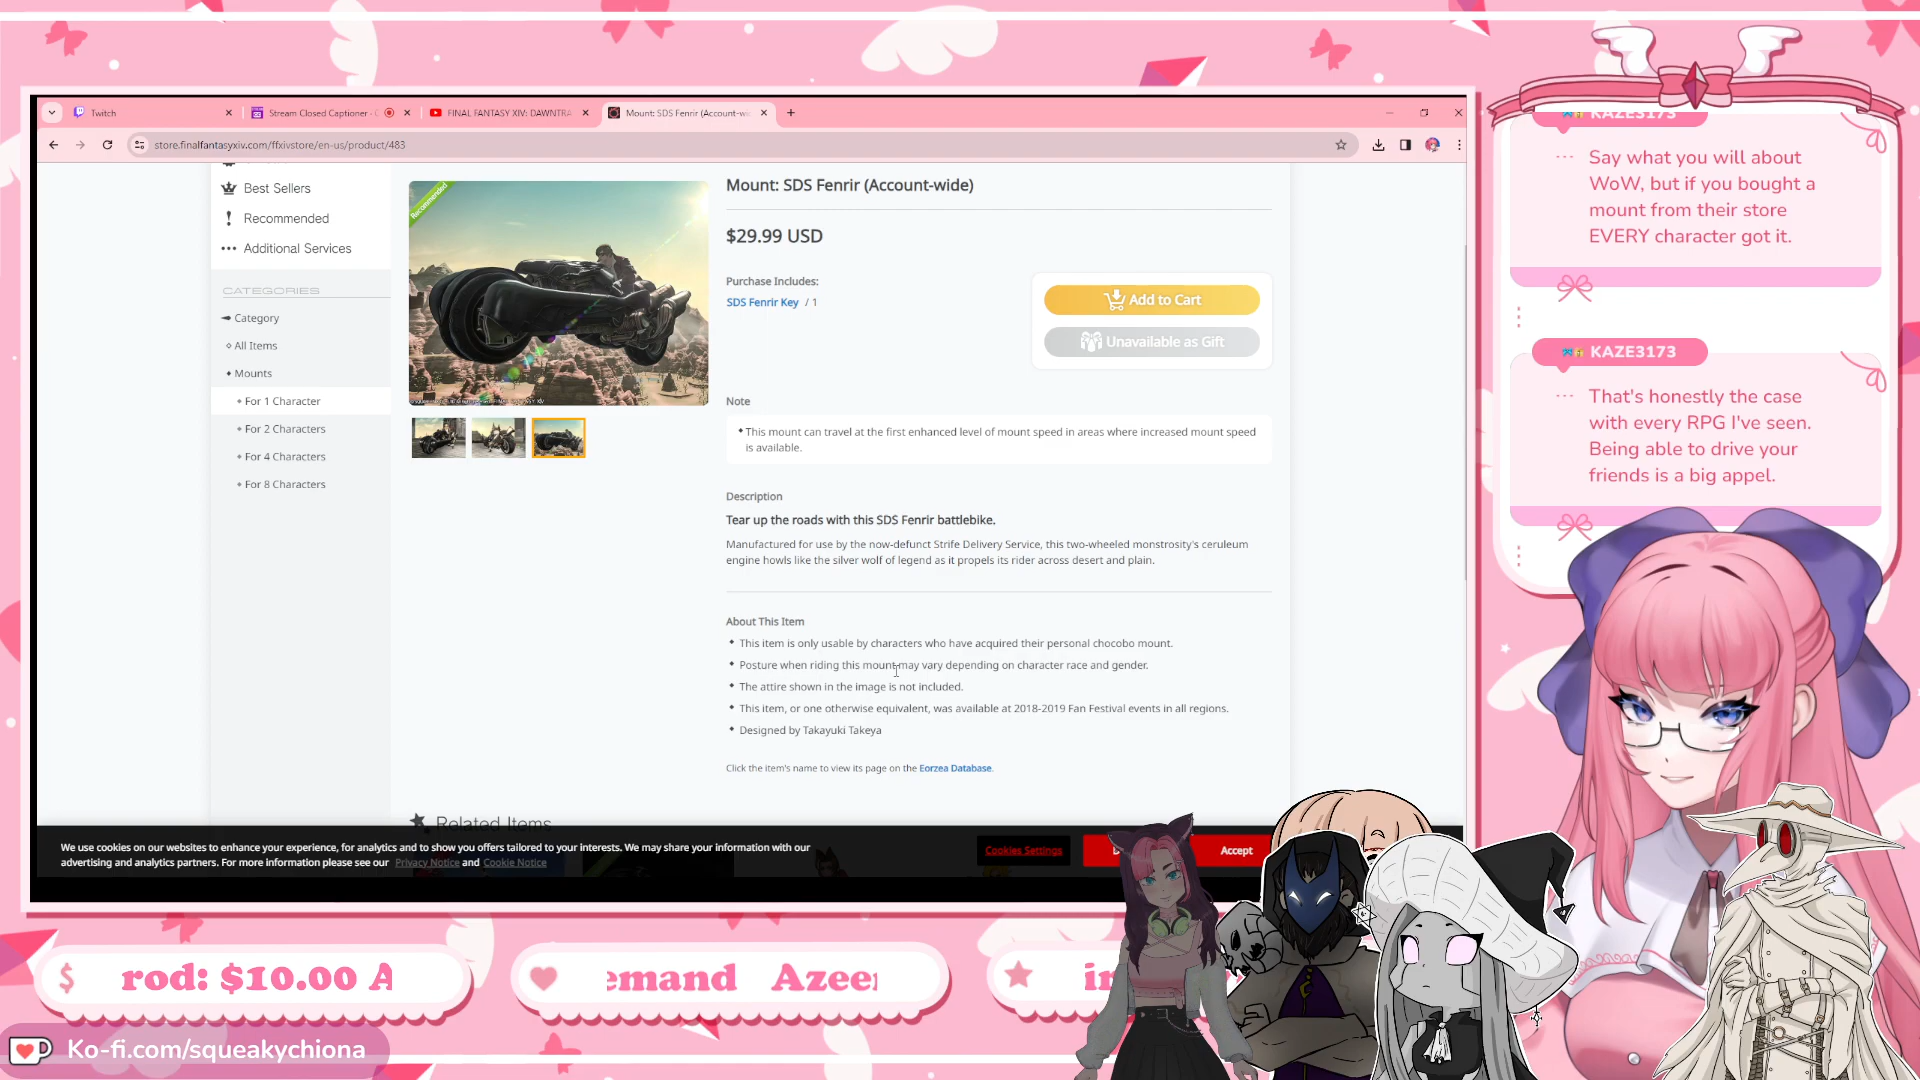 Twitch
Stream Closed Captioner - C
FINAL FANTASY XIV: DAWNTRA
Mount: SDS Fenrir (Account-wi
store.finalfantasyxiv.com/ffxivstore/en-us/product/483
Best Sellers
Recommended
Additional Services
CATEGORIES
Category
All Items
Mounts
For 1 Character
For 2 Characters
For 4 Characters
For 8 Characters
Recommended
Mount: SDS Fenrir (Account-wide)
$29.99 USD
Purchase Includes:
SDS Fenrir Key / 1
Add to Cart
Unavailable as Gift
Note
This mount can travel at the first enhanced level of mount speed in areas where increased mount speed
is available.
Description
Tear up the roads with this SDS Fenrir battlebike.
Manufactured for use by the now-defunct Strife Delivery Service, this two-wheeled monstrosity's ceruleum
engine howls like the silver wolf of legend as it propels its rider across desert and plain.
About This Item
This item is only usable by characters who have acquired their personal chocobo mount.
Posture when riding this mount may vary depending on character race and gender.
The attire shown in the image is not included.
This item, or one otherwise equivalent, was available at 2018-2019 Fan Festival events in all regions.
Designed by Takayuki Takeya
Click the item's name to view its page on the Eorzea Database.
Related Items
We use cookies on our websites to enhance your experience, for analytics and to show you offers tailored to your interests. We may share your information with our
advertising and analytics partners. For more information please see our Privacy Notice and Cookie Notice
Cookies Settings
D
Accept
KAZE3173
Say what you will about
WoW, but if you bought a
mount from their store
EVERY character got it.
KAZE3173
That's honestly the case
with every RPG I've seen.
Being able to drive your
friends is a big appel.
rod: $10.00 A
emand Azeer
in
Ko-fi.com/squeakychiona